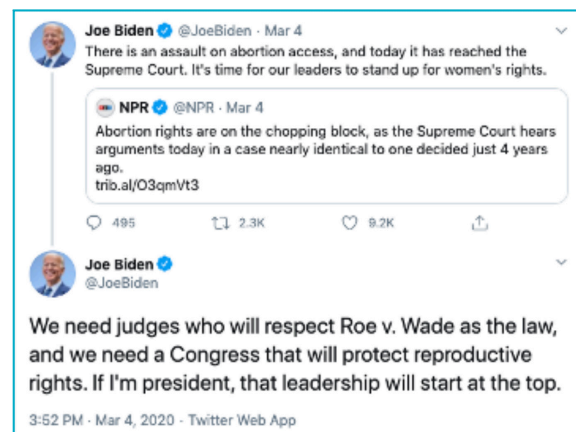 Joe Biden @JoeBiden · Mar 4
There is an assault on abortion access, and today it has reached the
Supreme Court. It's time for our leaders to stand up for women's rights.
NPR @NPR · Mar 4
Abortion rights are on the chopping block, as the Supreme Court hears
arguments today in a case nearly identical to one decided just 4 years
ago.
trib.al/O3qmVt3
495 2.3K 9.2K
Joe Biden
@JoeBiden
We need judges who will respect Roe v. Wade as the law,
and we need a Congress that will protect reproductive
rights. If I'm president, that leadership will start at the top.
3:52 PM · Mar 4, 2020 · Twitter Web App